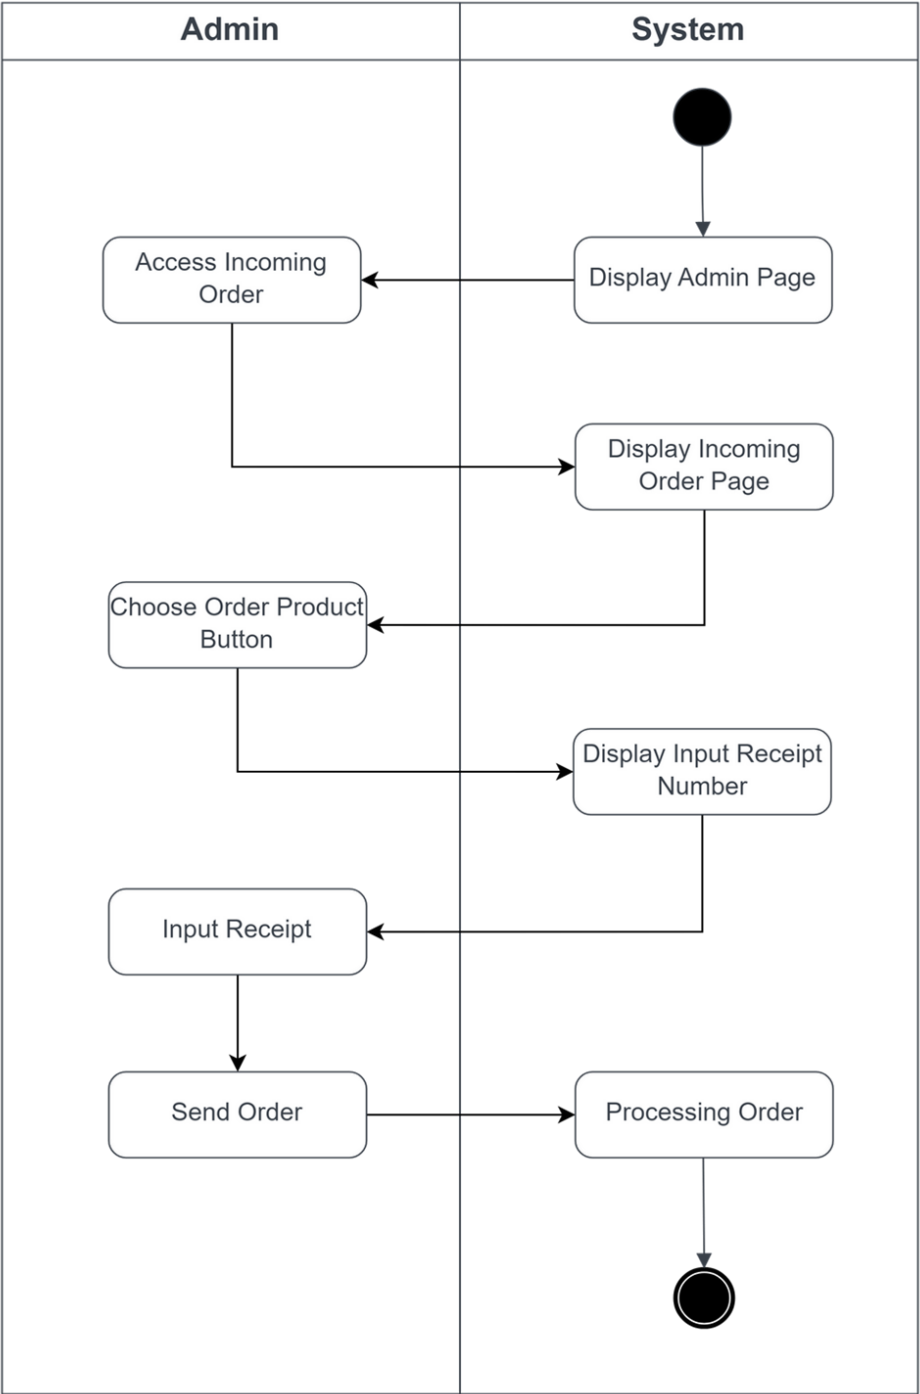 Admin
System
Display Admin Page
Access Incoming
Order
Display Incoming
Order Page
Choose Order Product
Button
Display Input Receipt
Number
Input Receipt
Send Order
Processing Order